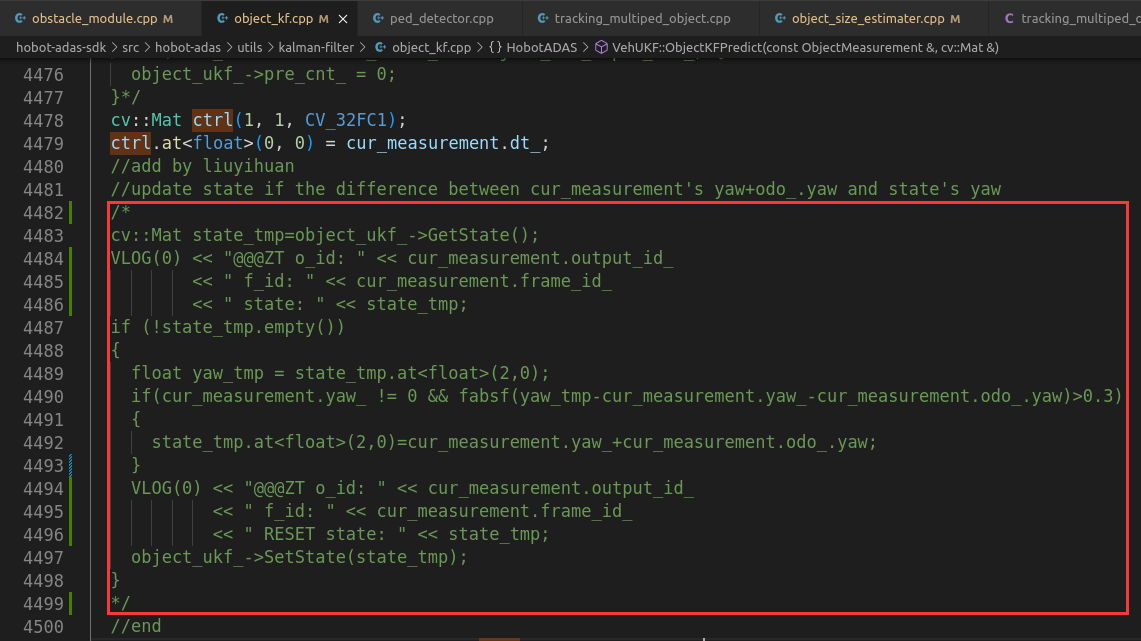 obstacle_module.cpp M
object_kf.cpp M
ped_detector.cpp
tracking_multiped_object.cpp
object_size_estimater.cpp M
tracking_multiped_c
hobot-adas-sdk > src > hobot-adas > utils > kalman-filter > object_kf.cpp > {} HobotADAS > VehUKF::ObjectKFPredict(const ObjectMeasurement &, cv::Mat &)
4476 object_ukf_->pre_cnt_ = 0;
4477 }*/
4478 cv::Mat ctrl(1, 1, CV_32FC1);
4479 ctrl.at<float>(0, 0) = cur_measurement.dt_;
4480 //add by liuyihuan
4481 //update state if the difference between cur_measurement's yaw+odo_.yaw and state's yaw
4482 /*
4483 cv::Mat state_tmp=object_ukf_->GetState();
4484 VLOG(0) << "@@@ZT o_id: " << cur_measurement.output_id_
4485 << " f_id: " << cur_measurement.frame_id_
4486 << " state: " << state_tmp;
4487 if (!state_tmp.empty())
4488 {
4489 float yaw_tmp = state_tmp.at<float>(2,0);
4490 if(cur_measurement.yaw_ != 0 && fabsf(yaw_tmp-cur_measurement.yaw_-cur_measurement.odo_.yaw)>0.3)
4491 {
4492 state_tmp.at<float>(2,0)=cur_measurement.yaw_+cur_measurement.odo_.yaw;
4493 }
4494 VLOG(0) << "@@@ZT o_id: " << cur_measurement.output_id_
4495 << " f_id: " << cur_measurement.frame_id_
4496 << " RESET state: " << state_tmp;
4497 object_ukf_->SetState(state_tmp);
4498 }
4499 */
4500 //end